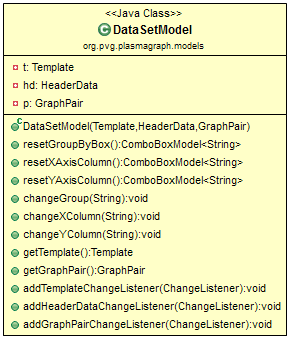 <<Java Class>>
C DataSetModel
org.pvg.plasmagraph.models
t: Template
hd: HeaderData
p: GraphPair
C DataSetModel(Template,HeaderData,GraphPair)
resetGroupByBox():ComboBoxModel<String>
resetXAxisColumn():ComboBoxModel<String>
resetYAxisColumn():ComboBoxModel<String>
changeGroup(String):void
changeXColumn(String):void
changeYColumn(String):void
getTemplate():Template
getGraphPair():GraphPair
addTemplateChangeListener(ChangeListener):void
addHeaderDataChangeListener(ChangeListener):void
addGraphPairChangeListener(ChangeListener):void